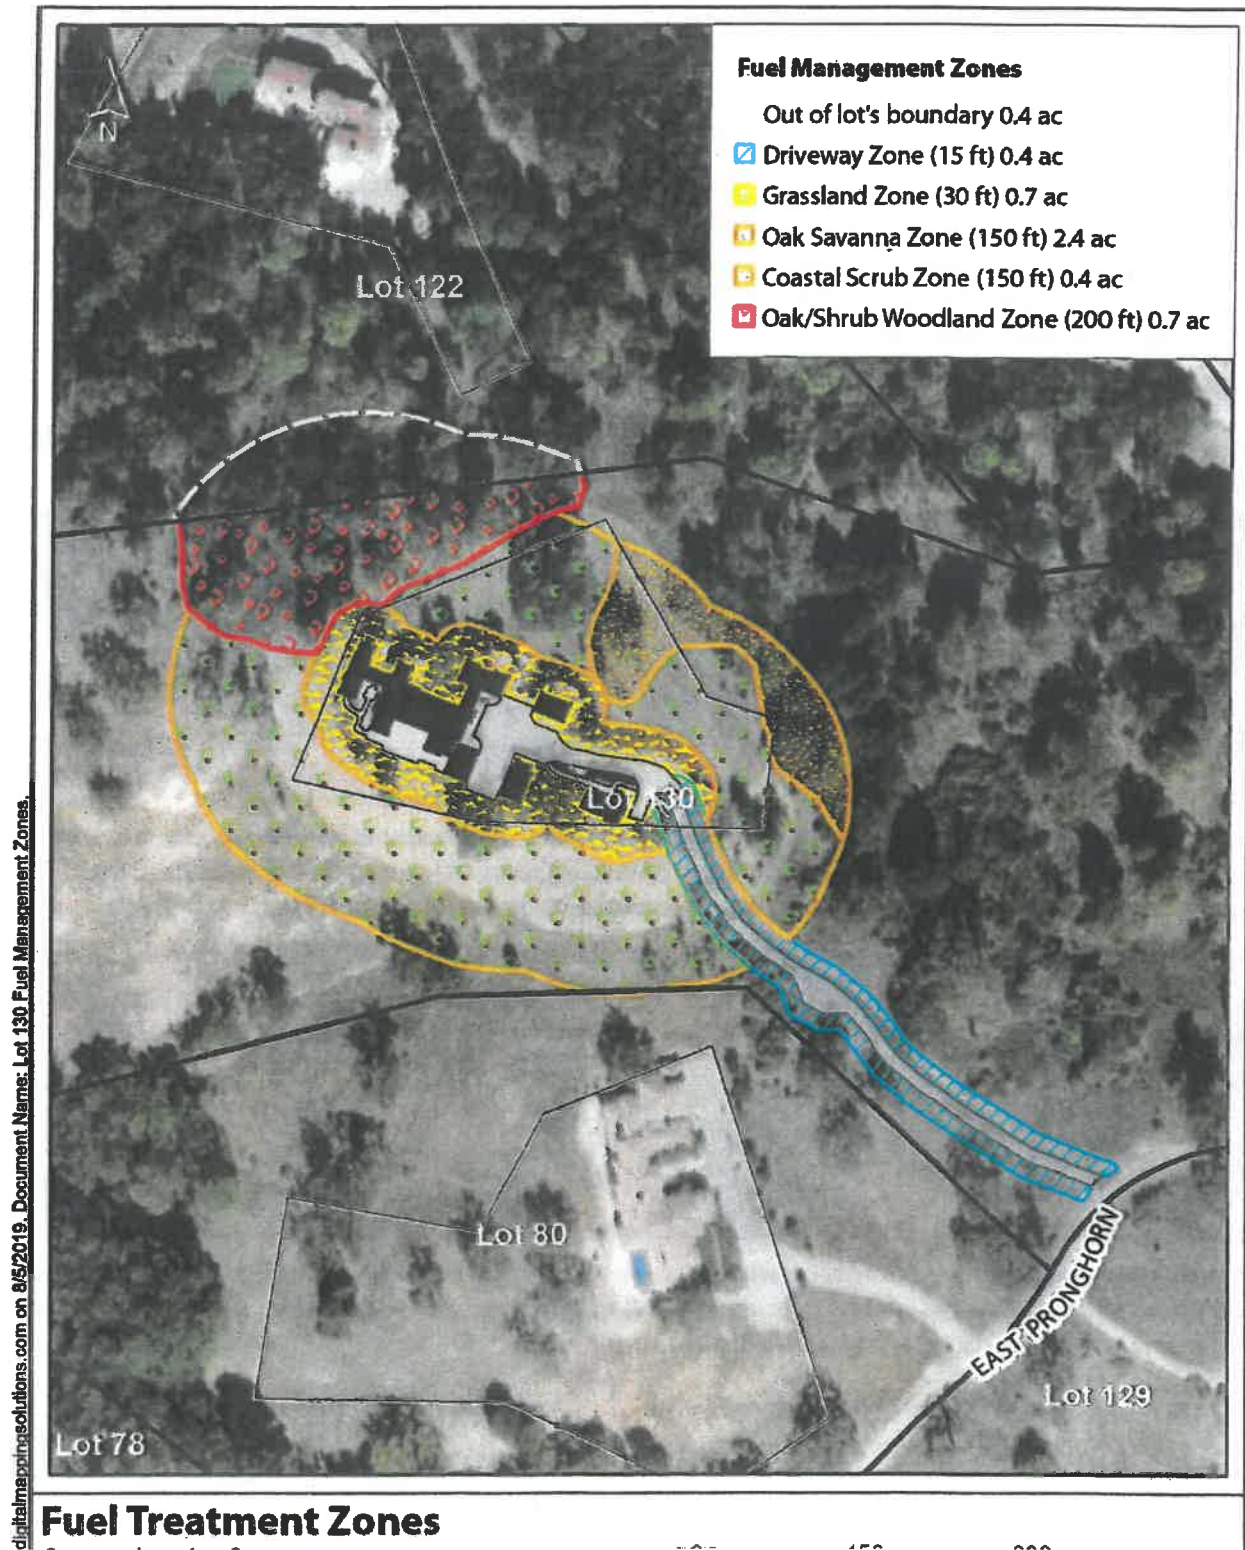 Fuel Management Zones
Out of lot's boundary 0.4 ac
Driveway Zone (15 ft) 0.4 ac
Grassland Zone (30 ft) 0.7 ac
Oak Savanna Zone (150 ft) 2.4 ac
Coastal Scrub Zone (150 ft) 0.4 ac
Oak/Shrub Woodland Zone (200 ft) 0.7 ac
N
Lot 122
Lot 130
Lot 80
EAST PRONGHORN
Lot 129
Lot 78
digitalmappingsolutions.com on 8/5/2019, Document Name: Lot 130 Fuel Management Zones.
Fuel Treatment Zones